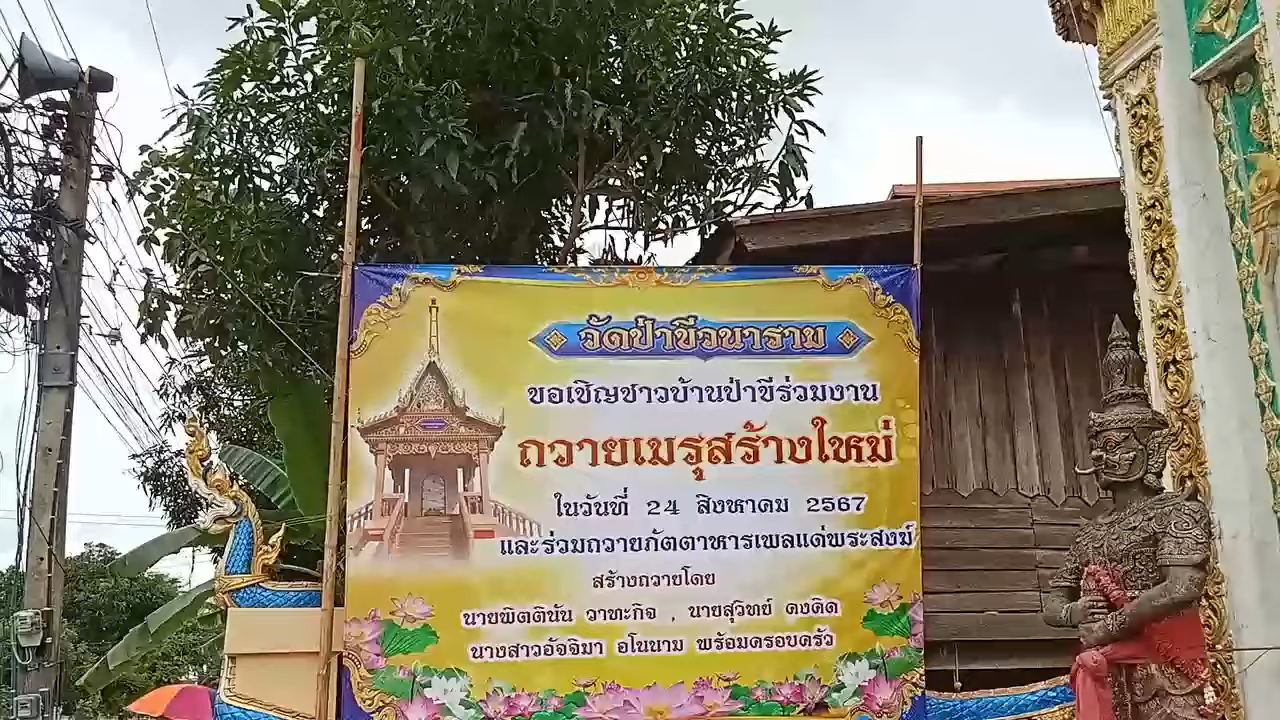 วัดป่าขีวนาราม
ขอเชิญชาวบ้านป่าขีร่วมงาน
ถวายเมรุสร้างใหม่
ในวันที่ 24 สิงหาคม 2567
และร่วมถวายภัตตาหารเพลแด่พระสงฆ์
สร้างถวายโดย
นายพิตตินัน วาทะกิจ , นายสุวิทย์ คงคิด
นางสาวอัจจิมา อโนนาม พร้อมครอบครัว